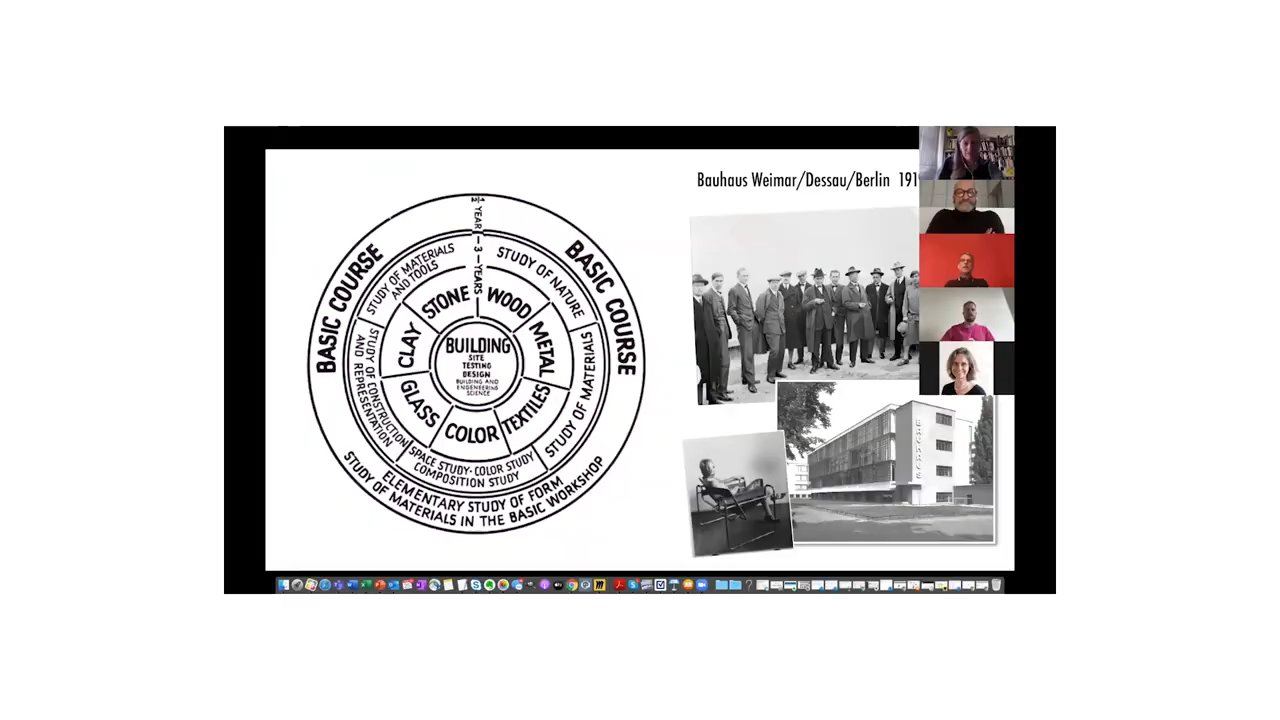 Bauhaus Weimar/Dessau/Berlin 191
½ YEAR — 3 — YEARS
BASIC COURSE
BASIC COURSE
STUDY OF MATERIALS
AND TOOLS
STUDY OF NATURE
STUDY OF MATERIALS
SPACE STUDY · COLOR STUDY
COMPOSITION STUDY
STUDY OF CONSTRUCTION
AND REPRESENTATION
STONE
WOOD
METAL
TEXTILES
COLOR
GLASS
CLAY
BUILDING
SITE
TESTING
DESIGN
BUILDING AND
ENGENEERING
SCIENCE
ELEMENTARY STUDY OF FORM
STUDY OF MATERIALS IN THE BASIC WORKSHOP
BAUHAUS